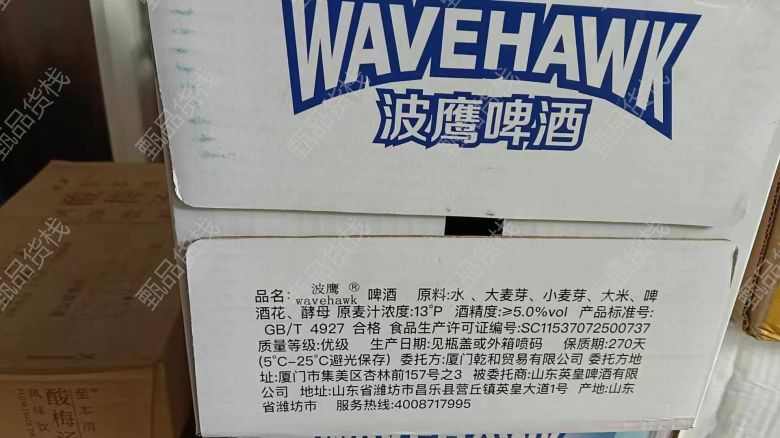 WAVEHAWK
波鹰啤酒
品名: 波鹰 wavehawk ® 啤酒 原料:水 、大麦芽、小麦芽、大米、啤
酒花、酵母 原麦汁浓度:13°P 酒精度:≥5.0%vol 产品标准号:
GB/T 4927 合格 食品生产许可证编号:SC11537072500737
质量等级:优级 生产日期:见瓶盖或外箱喷码 保质期:270天
(5°C-25°C避光保存) 委托方:厦门乾和贸易有限公司 委托方地
址:厦门市集美区杏林前157号之3 被委托商:山东英皇啤酒有限
公司 地址:山东省潍坊市昌乐县营丘镇英皇大道1号 产地:山东
省潍坊市 服务热线:4008717995
至本清
酸梅汤
风味饮
甄品货栈